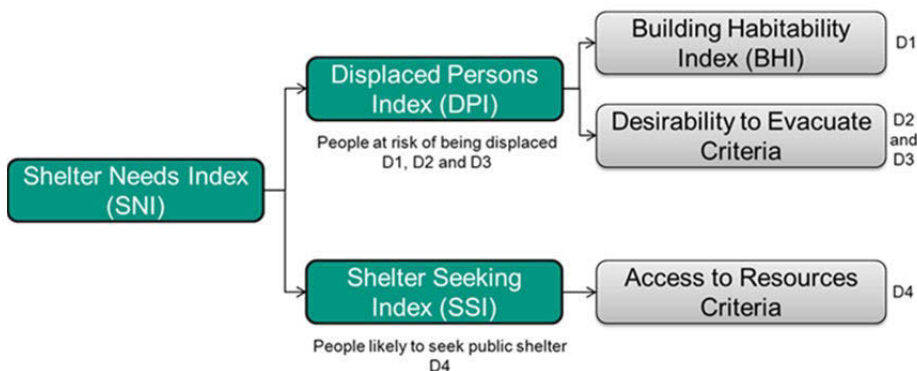 Shelter Needs Index
(SNI)
Displaced Persons
Index (DPI)
People at risk of being displaced
D1, D2 and D3
Building Habitability
Index (BHI)
D1
Desirability to Evacuate
Criteria
D2
and
D3
Shelter Seeking
Index (SSI)
People likely to seek public shelter
D4
Access to Resources
Criteria
D4